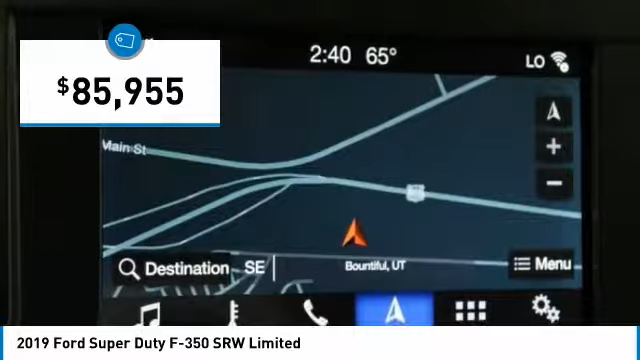 2:40 65°
LO
$85,955
Main St
+
−
Destination SE
Bountiful, UT
Menu
2019 Ford Super Duty F-350 SRW Limited